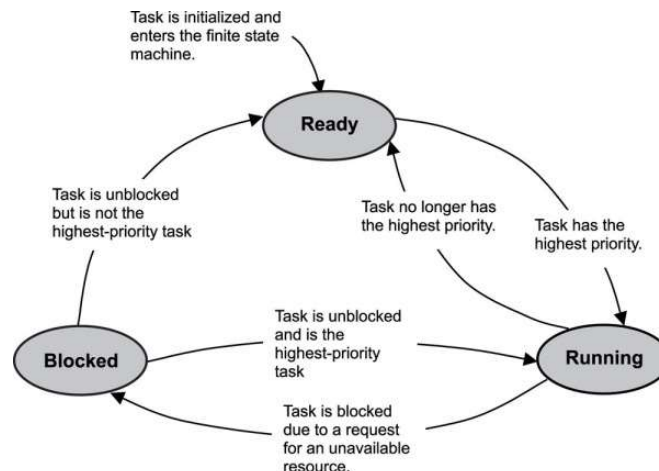 Task is initialized and
enters the finite state
machine.
Ready
Task is unblocked
but is not the
highest-priority task
Task no longer has
the highest priority.
Task has the
highest priority.
Task is unblocked
and is the
highest-priority
task
Blocked
Running
Task is blocked
due to a request
for an unavailable
resource.